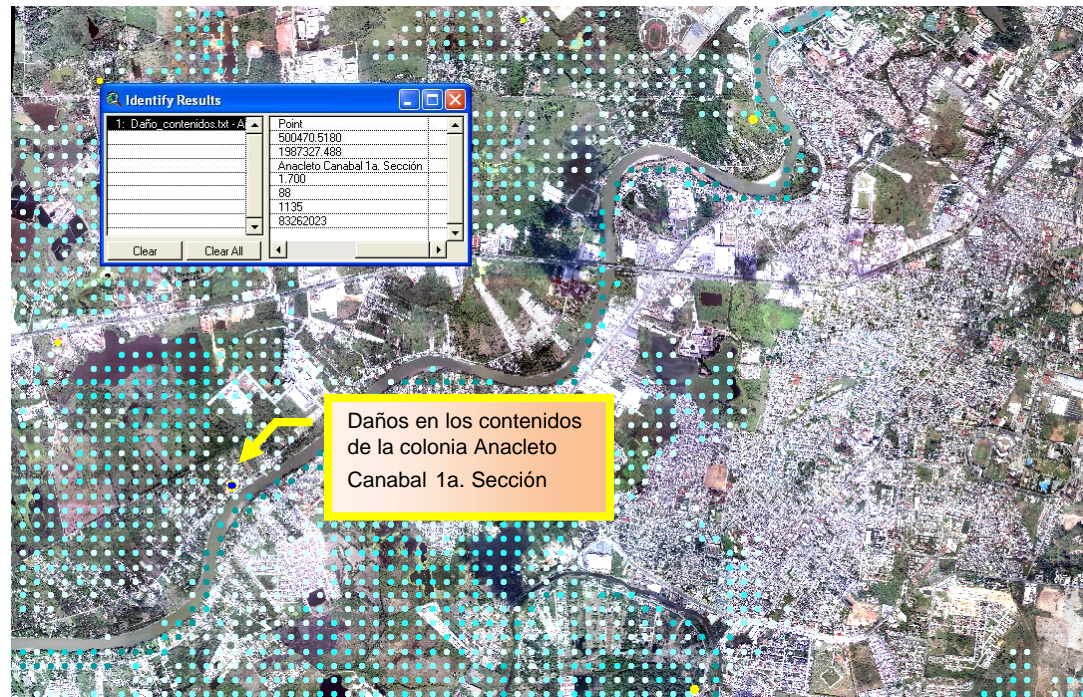 Identify Results
1: Daño_contenidos.txt - A
Point
500470.5180
1987327.488
Anacleto Canabal 1a. Sección
1.700
88
1135
83262023
Clear
Clear All
Daños en los contenidos
de la colonia Anacleto
Canabal 1a. Sección